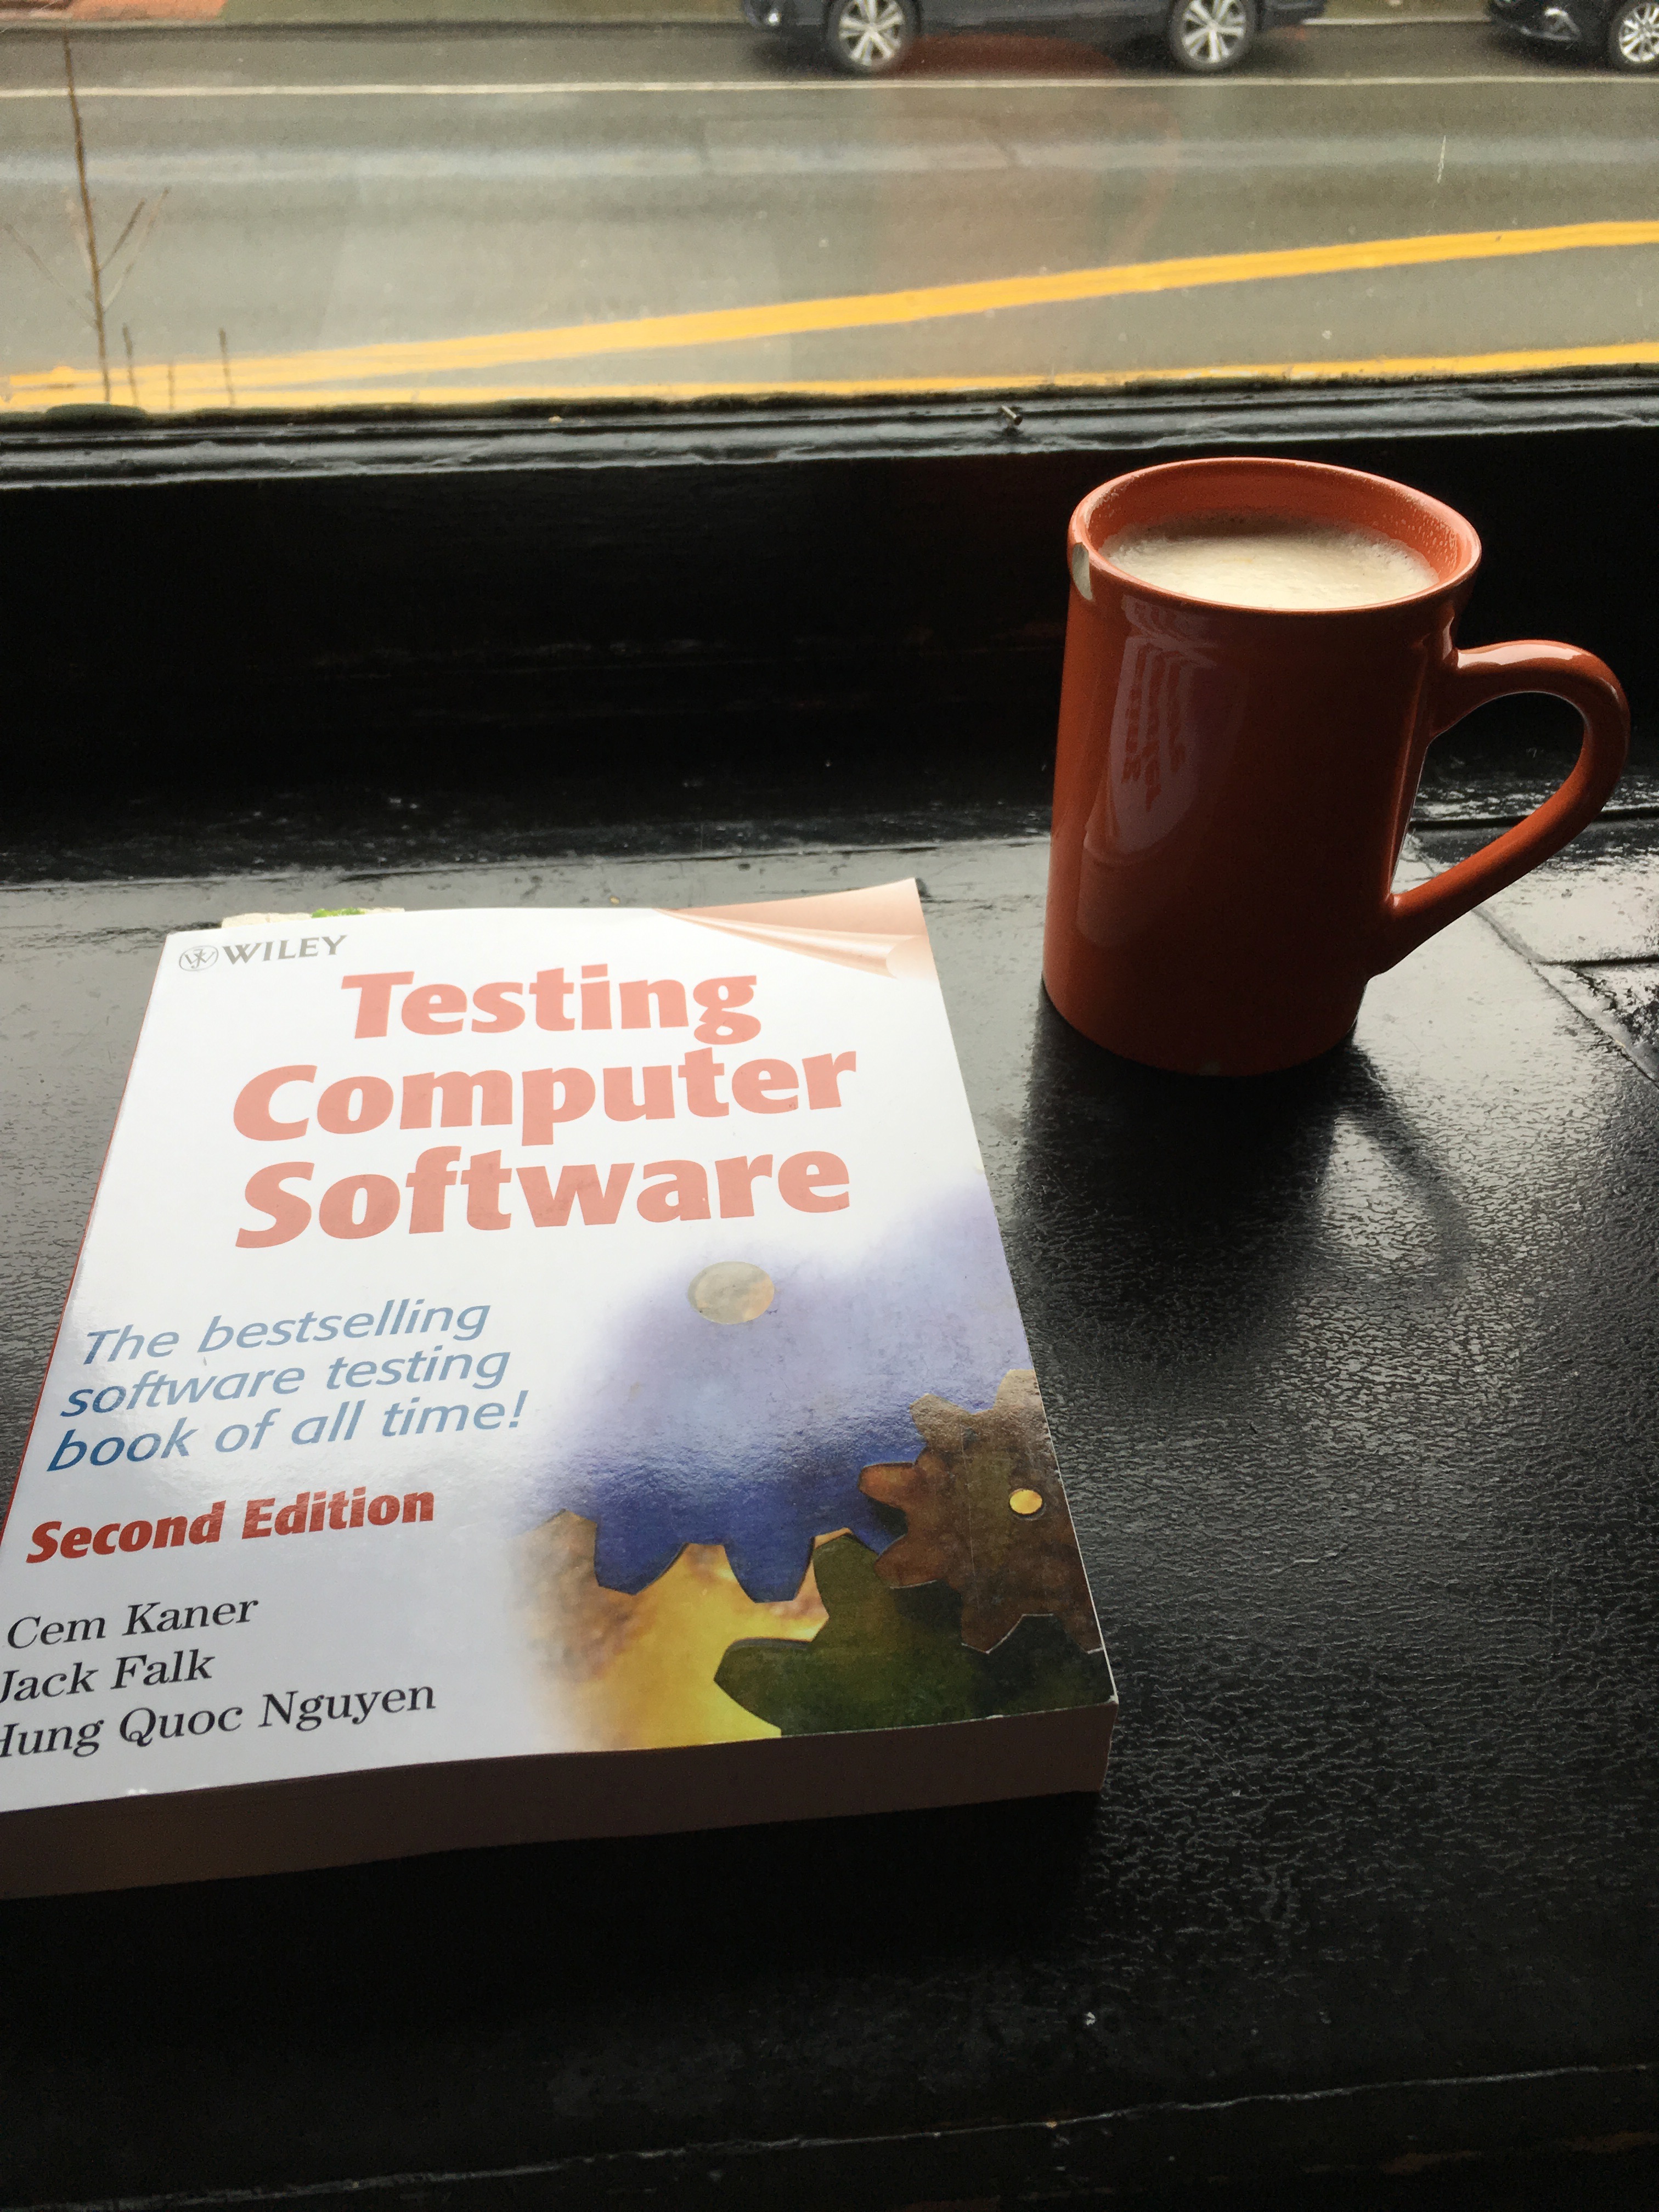 WILEY
Testing
Computer
Software
The bestselling
software testing
book of all time!
Second Edition
Cem Kaner
Jack Falk
Hung Quoc Nguyen